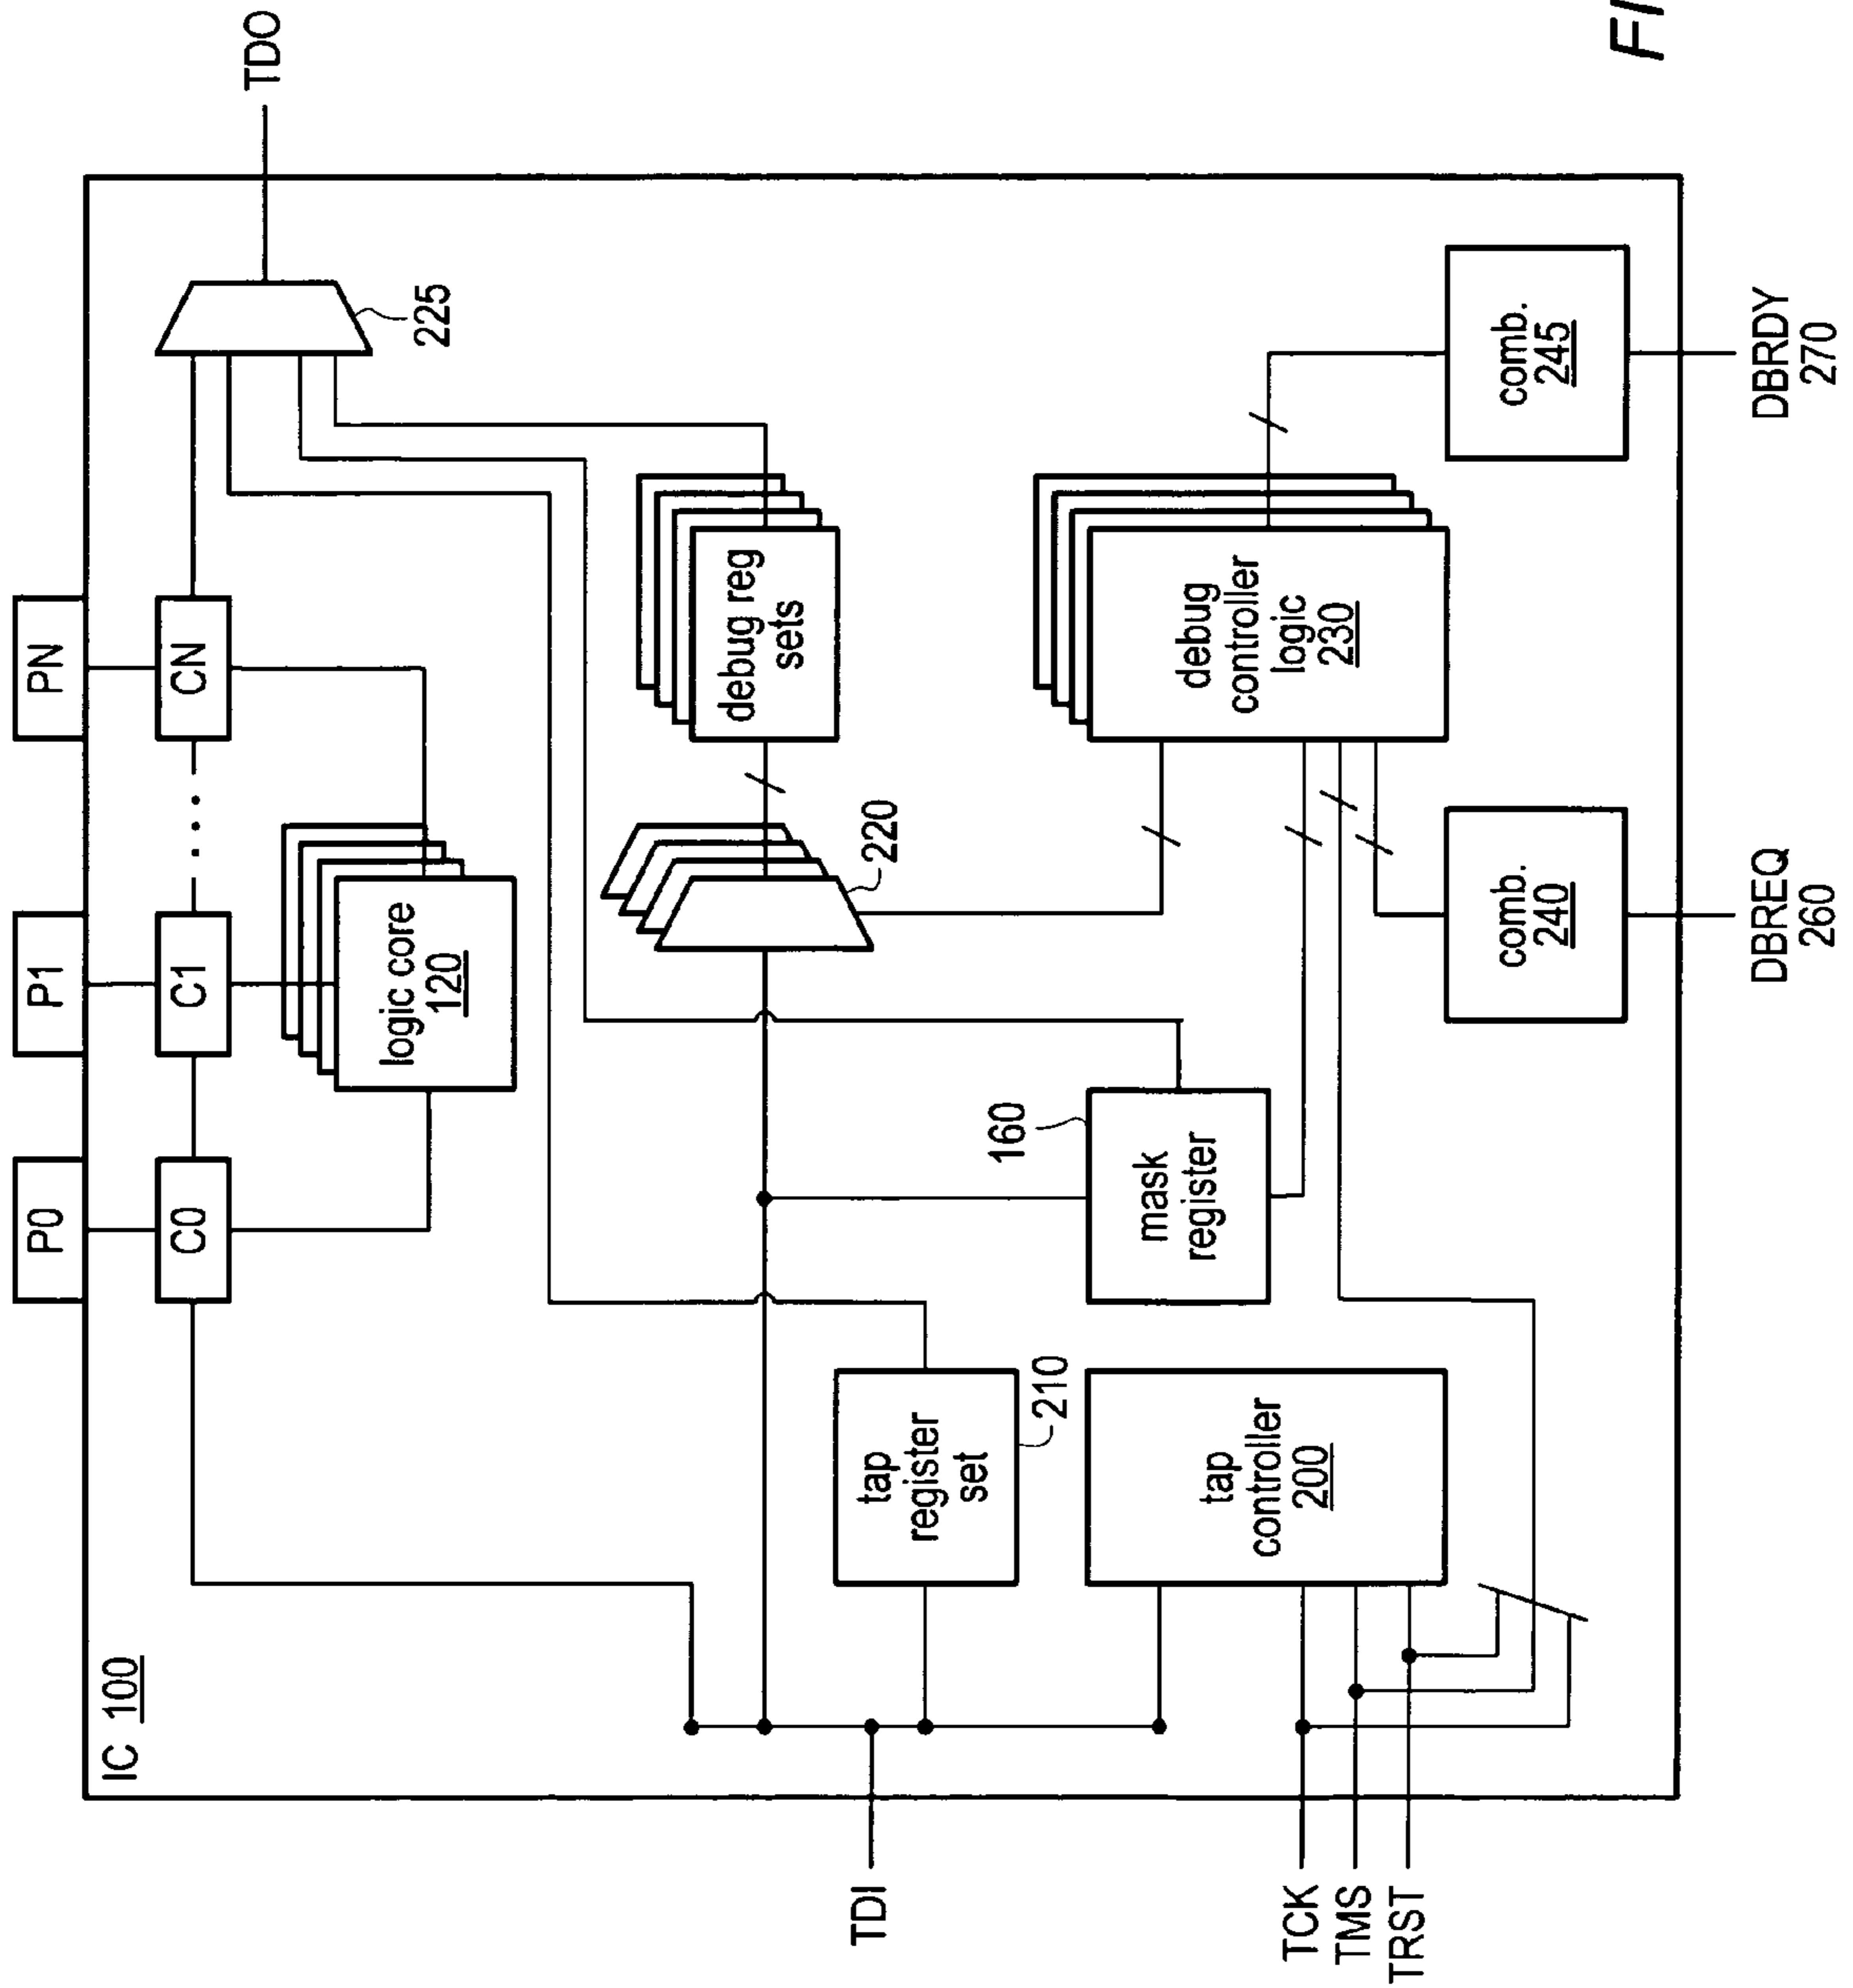 IC 100
P0
P1
PN
C0
C1
CN
TDO
225
logic core
120
debug reg
sets
220
tap
register
set
210
160
mask
register
tap
controller
200
debug
controller
logic
230
TDI
TCK
TMS
TRST
comb.
240
comb.
245
DBREQ
260
DBRDY
270